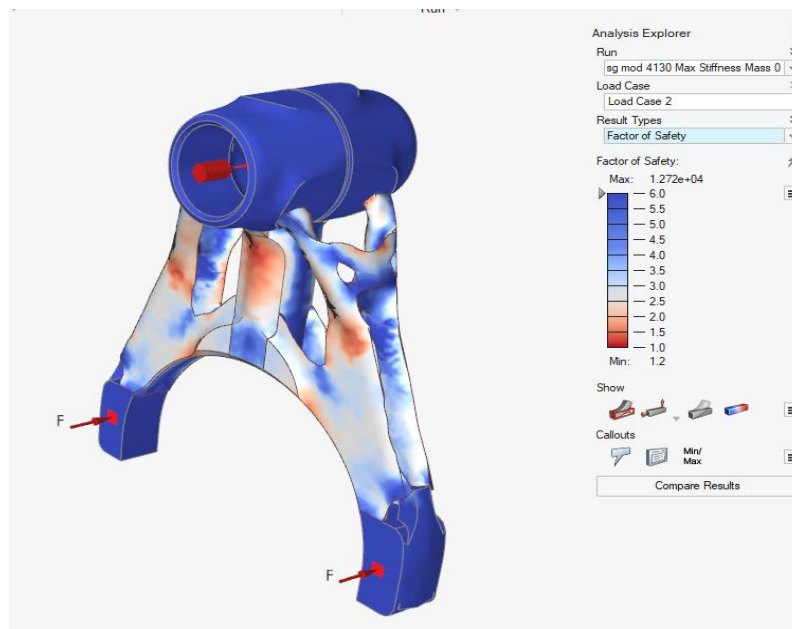 Run
Analysis Explorer
Run
sg mod 4130 Max Stiffness Mass 0
Load Case
Load Case 2
Result Types
Factor of Safety
Factor of Safety:
Max: 1.272e+04
6.0
5.5
5.0
4.5
4.0
3.5
3.0
2.5
2.0
1.5
1.0
Min: 1.2
Show
Callouts
Min/
Max
Compare Results
F
F